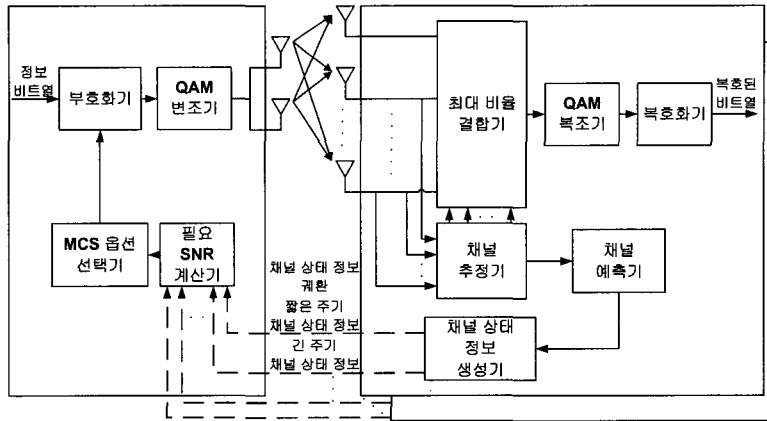 정보
비트열
부호화기
QAM
변조기
최대 비율
결합기
QAM
복조기
복호화기
복호된
비트열
MCS 옵션
선택기
필요
SNR
계산기
채널 상태 정보
궤환
짧은 주기
채널 상태 정보
긴 주기
채널 상태 정보
채널
추정기
채널
예측기
채널 상태
정보
생성기